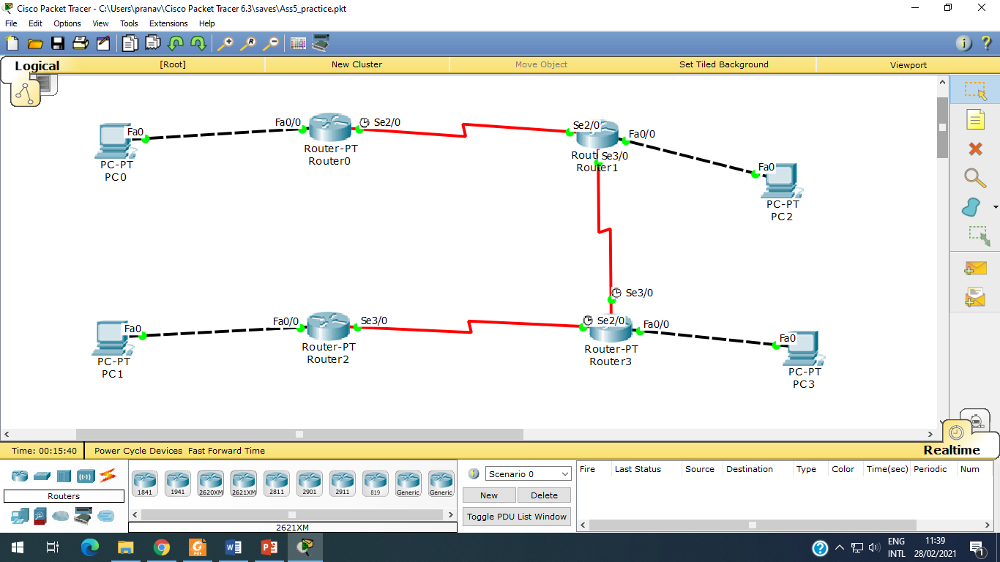 Cisco Packet Tracer - C:\Users\pranav\Cisco Packet Tracer 6.3\saves\Ass5_practice.pkt
File Edit Options View Tools Extensions Help
Logical [Root] New Cluster Move Object Set Tiled Background Viewport
Fa0 PC-PT PC0
Fa0/0 Se2/0 Router-PT Router0
Se2/0 Fa0/0 Se3/0 Router1
Fa0 PC-PT PC2
Fa0 PC-PT PC1
Fa0/0 Se3/0 Router-PT Router2
Se3/0 Se2/0 Fa0/0 Router-PT Router3
Fa0 PC-PT PC3
Time: 00:15:40 Power Cycle Devices Fast Forward Time Realtime
Routers
1841 1941 2620XM 2621XM 2811 2901 2911 819 Generic Generic
2621XM
Scenario 0
New Delete
Toggle PDU List Window
Fire Last Status Source Destination Type Color Time(sec) Periodic Num
ENG INTL
11:39
28/02/2021
1